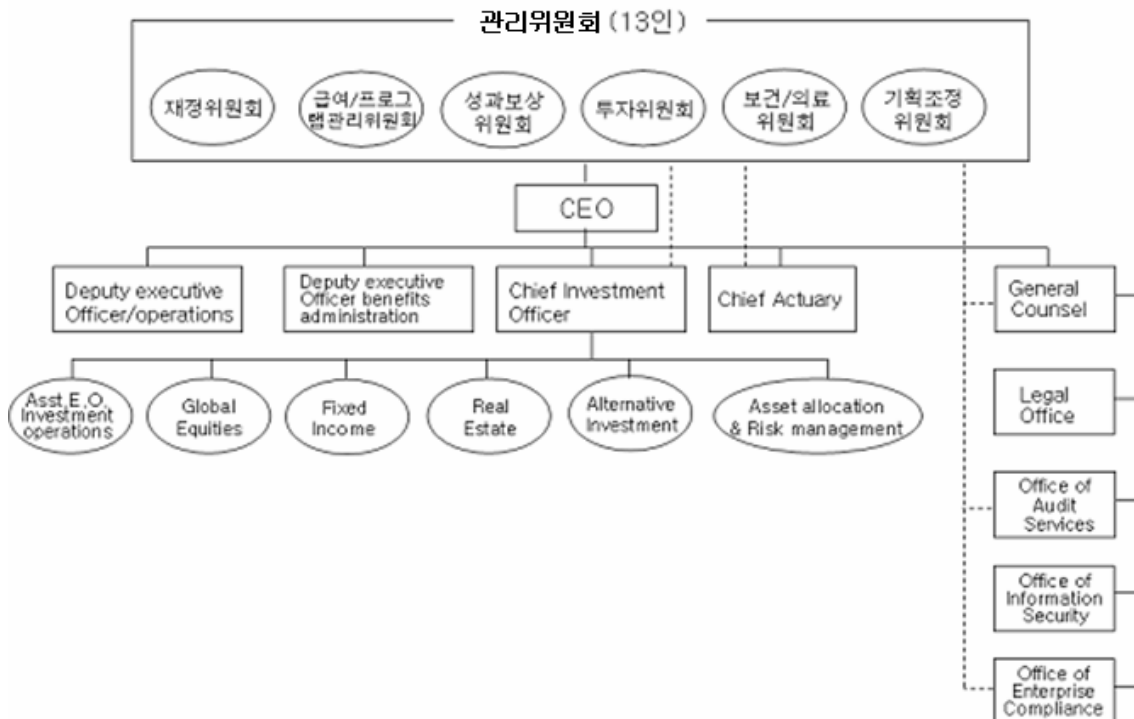 관리위원회 (13인)
재정위원회
급여/프로그
램관리위원회
성과보상
위원회
투자위원회
보건/의료
위원회
기획조정
위원회
CEO
Deputy executive
Officer/operations
Deputy executive
Officer benefits
administration
Chief Investment
Officer
Chief Actuary
General
Counsel
Asst,E,O,
Investment
operations
Global
Equities
Fixed
Income
Real
Estate
Alternative
Investment
Asset allocation
& Risk management
Legal
Office
Office of
Audit
Services
Office of
Information
Security
Office of
Enterprise
Compliance